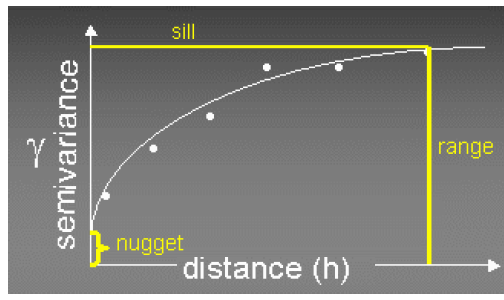 sill
γ
semivariance
range
nugget
distance (h)